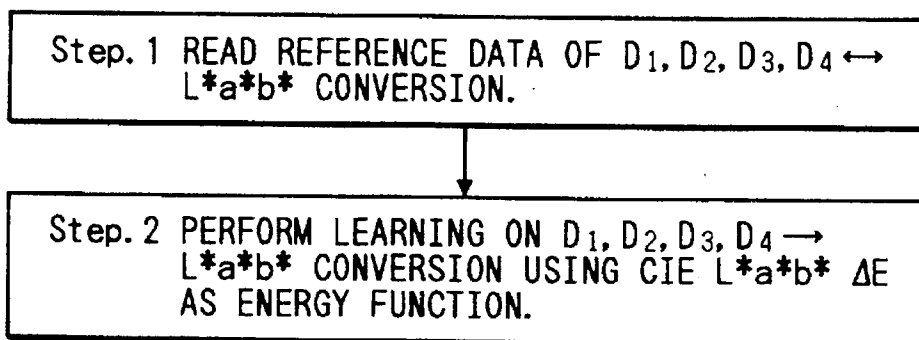 Step. 1 READ REFERENCE DATA OF D1, D2, D3, D4 ↔
L*a*b* CONVERSION.
Step. 2 PERFORM LEARNING ON D1, D2, D3, D4 →
L*a*b* CONVERSION USING CIE L*a*b* ΔE
AS ENERGY FUNCTION.